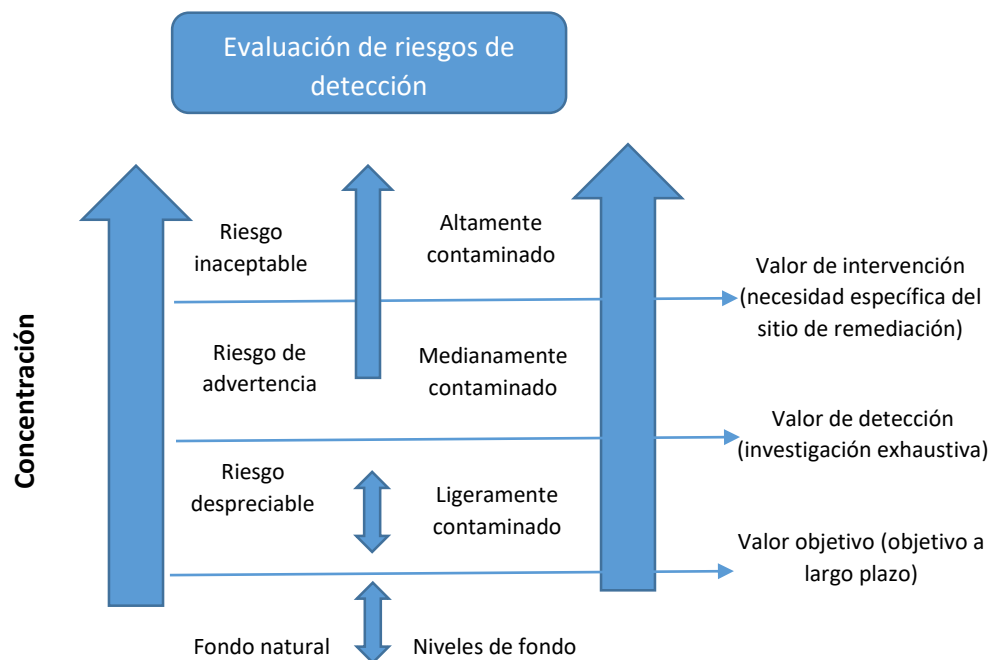 Evaluación de riesgos de
detección
Concentración
Riesgo
inaceptable
Altamente
contaminado
Valor de intervención
(necesidad específica del
sitio de remediación)
Riesgo de
advertencia
Medianamente
contaminado
Valor de detección
(investigación exhaustiva)
Riesgo
despreciable
Ligeramente
contaminado
Valor objetivo (objetivo a
largo plazo)
Fondo natural
Niveles de fondo